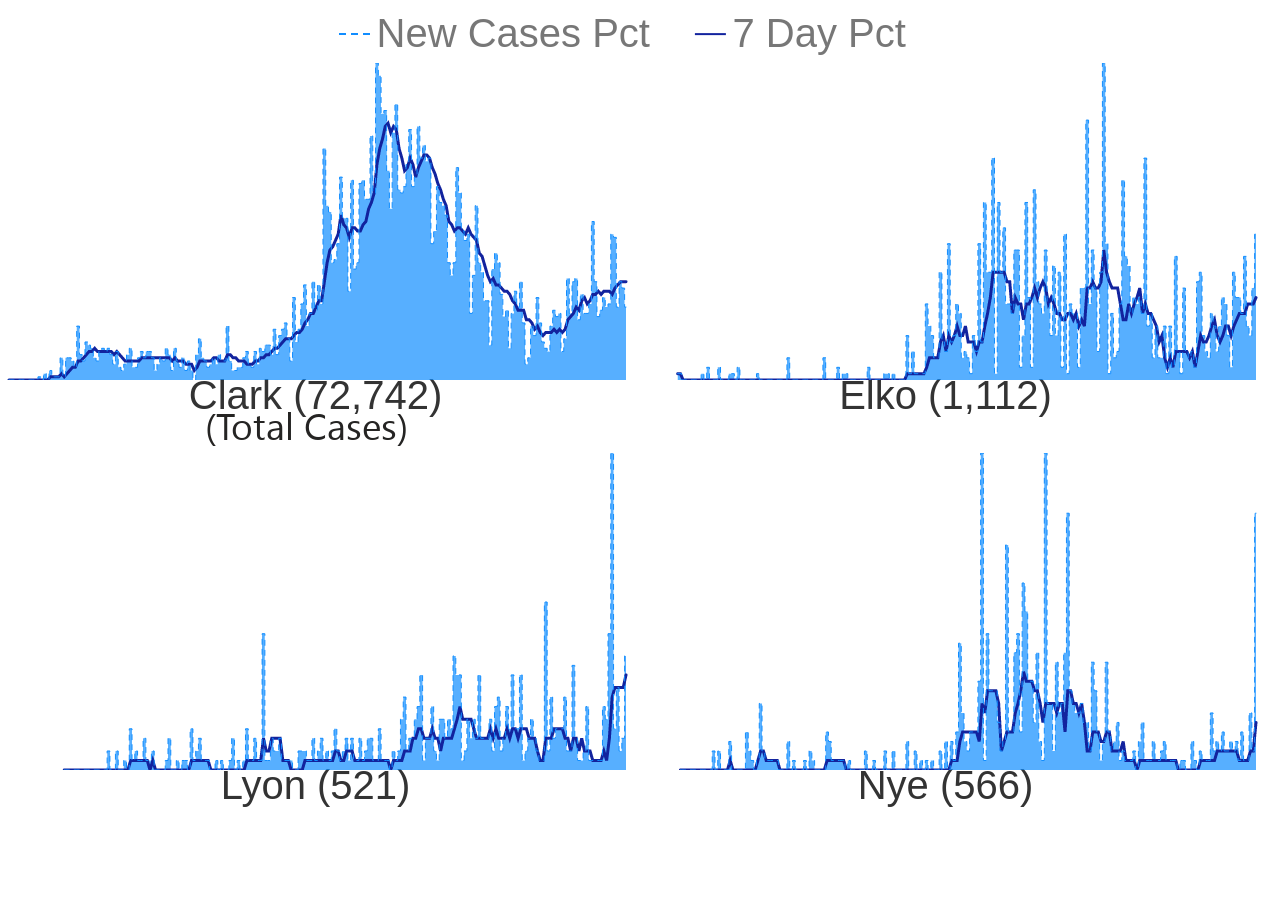 New Cases Pct 7 Day Pct
Clark (72,742)
(Total Cases)
Elko (1,112)
Lyon (521)
Nye (566)